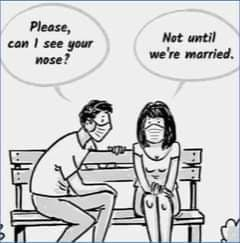 Please,
can I see your
nose?
Not until
we're married.